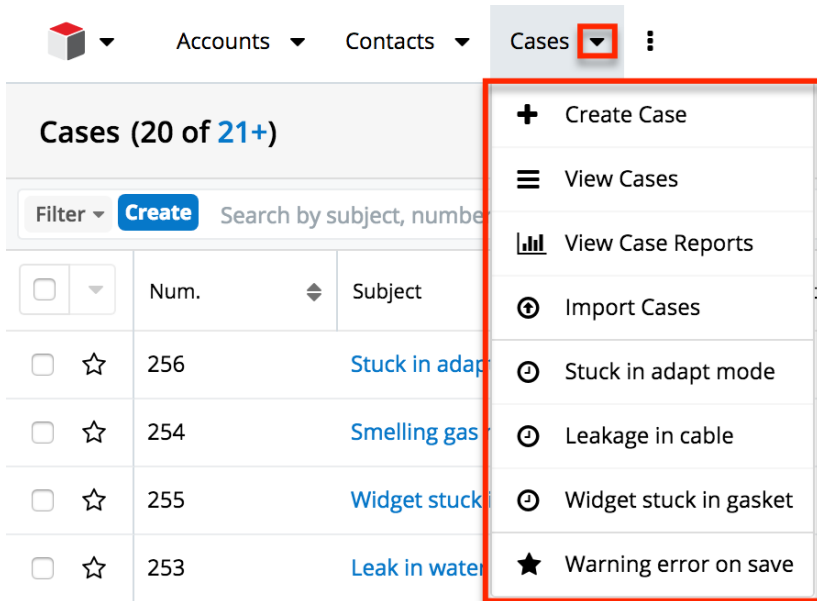 Accounts Contacts Cases
Cases (20 of 21+)
Filter Create Search by subject, numbe
Num. Subject
256 Stuck in adap
254 Smelling gas
255 Widget stuck
253 Leak in water
Create Case
View Cases
View Case Reports
Import Cases
Stuck in adapt mode
Leakage in cable
Widget stuck in gasket
Warning error on save